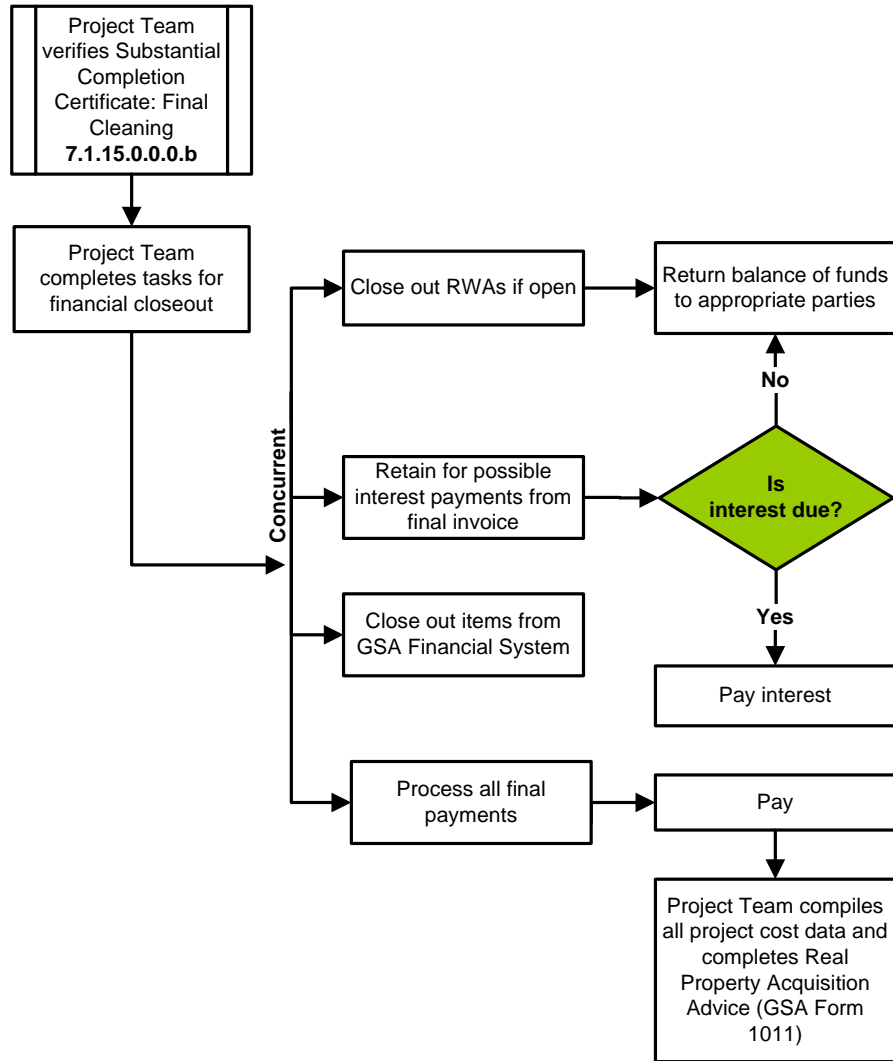 Project Team
verifies Substantial
Completion
Certificate: Final
Cleaning
7.1.15.0.0.0.b
Project Team
completes tasks for
financial closeout
Concurrent
Close out RWAs if open
Return balance of funds
to appropriate parties
No
Retain for possible
interest payments from
final invoice
Is
interest due?
Yes
Close out items from
GSA Financial System
Pay interest
Process all final
payments
Pay
Project Team compiles
all project cost data and
completes Real
Property Acquisition
Advice (GSA Form
1011)